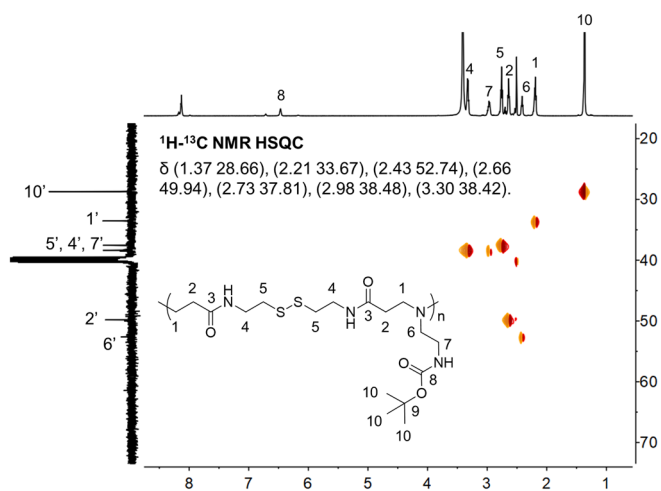 10
5
1
4
2
8
7
6
20
¹H-¹³C NMR HSQC
δ (1.37 28.66), (2.21 33.67), (2.43 52.74), (2.66
49.94), (2.73 37.81), (2.98 38.48), (3.30 38.42).
10'
30
1'
5', 4', 7'
40
2'
6'
50
60
70
2 H N 5 4 O 1
3 S S 3 N n
1 O 4 5 N H 2 6
7
O NH
8
O
10 9
10 10
8 7 6 5 4 3 2 1